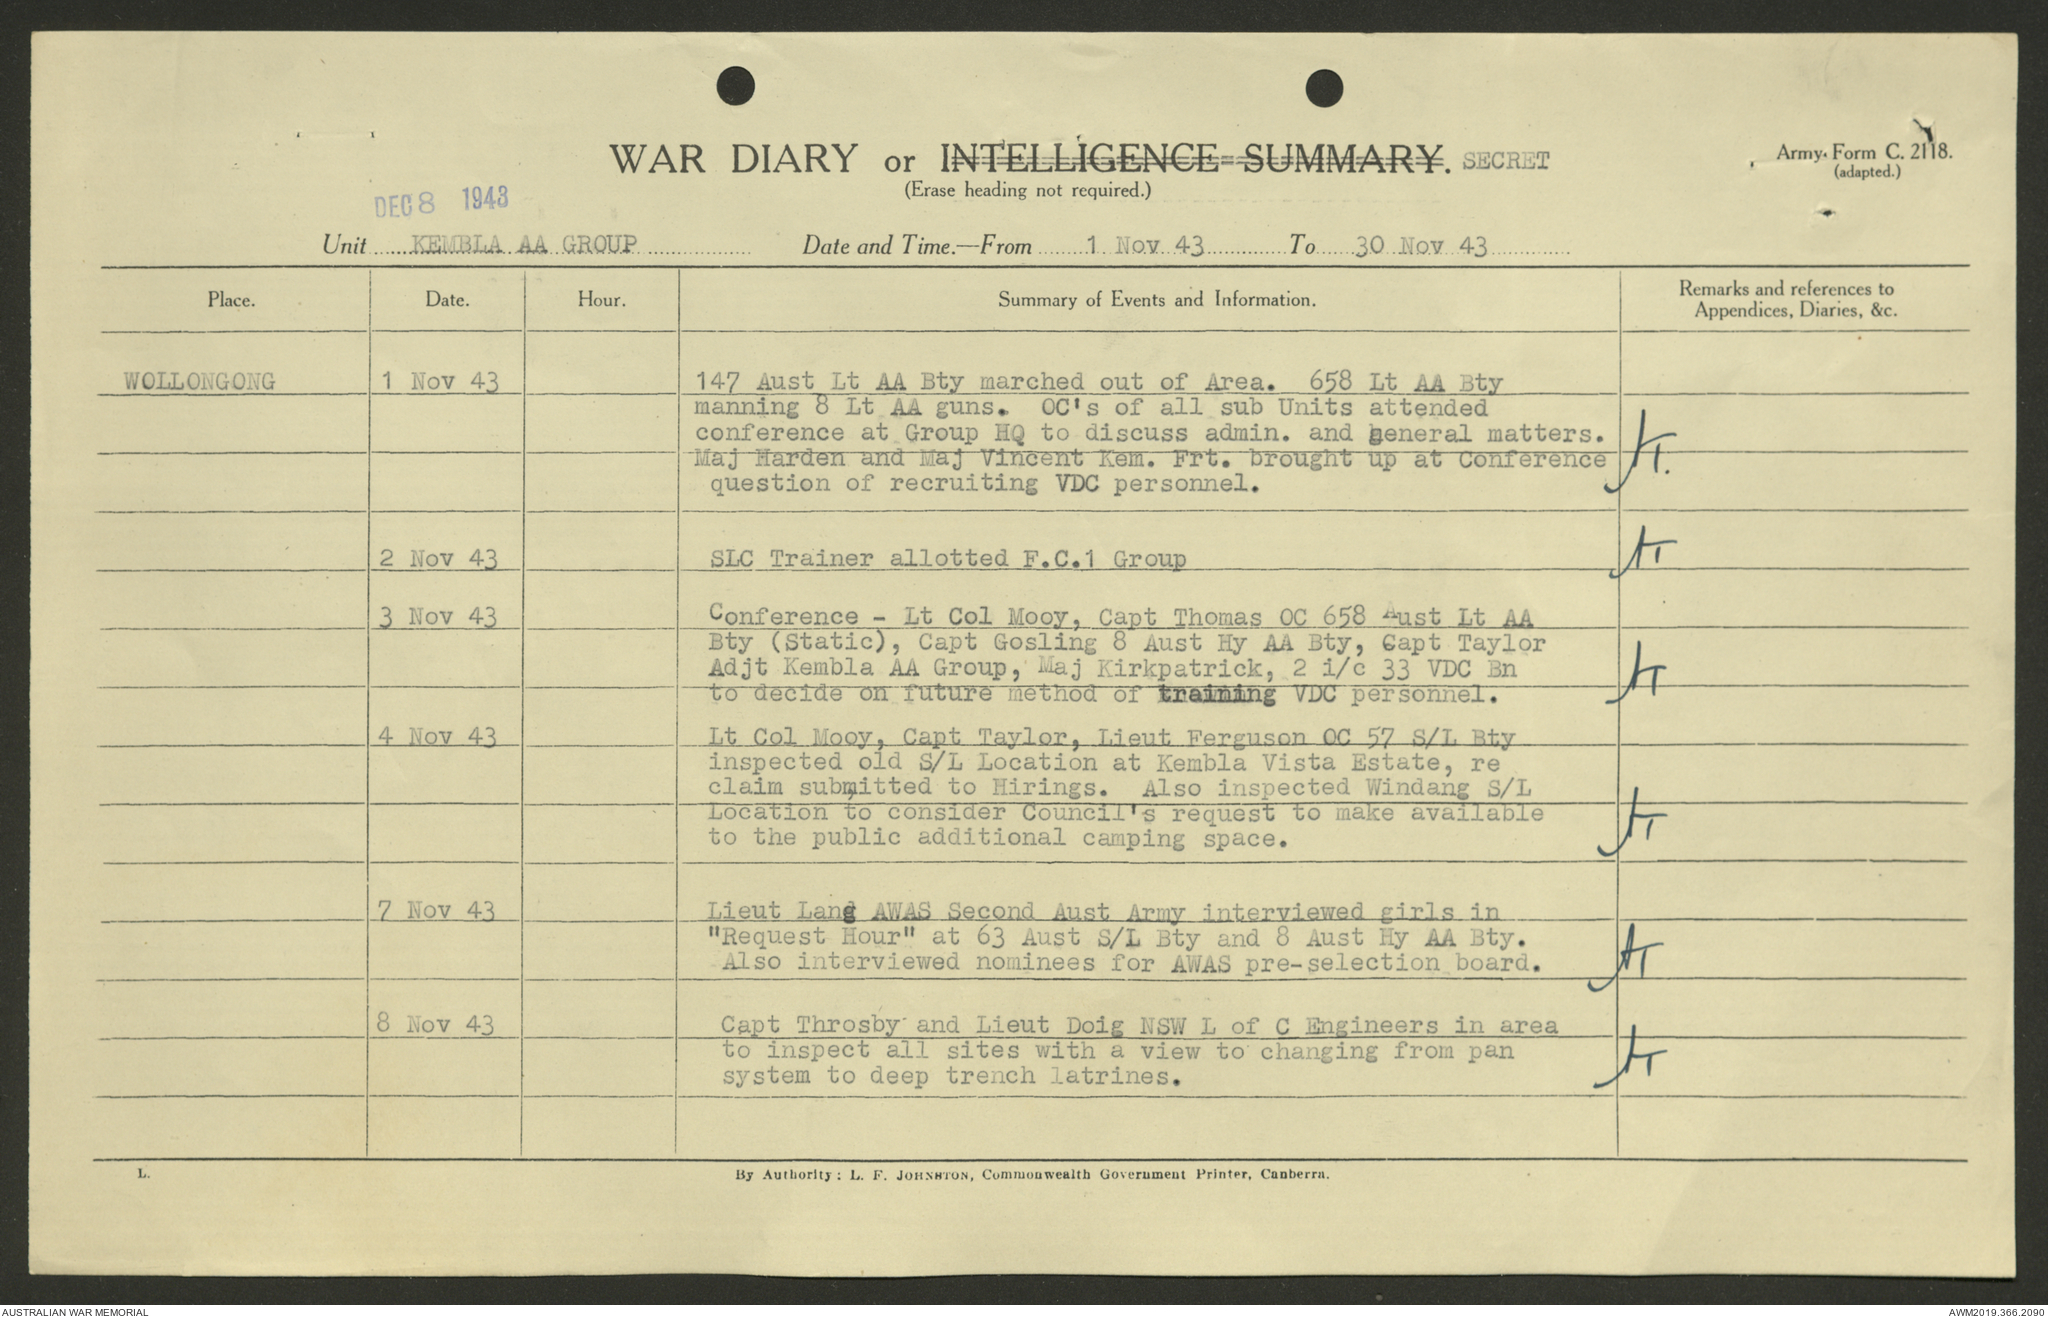 WAR DIARY or INTELLIGENCE SUMMARY. SECRET
(Erase heading not required.)
Army Form C. 2118.
(adapted.)
DEC 8 1943
Unit KEMBLA AA GROUP Date and Time.—From 1 Nov 43 To 30 Nov 43
Place. Date. Hour. Summary of Events and Information. Remarks and references to
Appendices, Diaries, &c.
WOLLONGONG 1 Nov 43 147 Aust Lt AA Bty marched out of Area. 658 Lt AA Bty
manning 8 Lt AA guns. OC's of all sub Units attended
conference at Group HQ to discuss admin. and general matters.
Maj Harden and Maj Vincent Kem. Frt. brought up at Conference
question of recruiting VDC personnel.
2 Nov 43 SLC Trainer allotted F.C.1 Group
3 Nov 43 Conference - Lt Col Mooy, Capt Thomas OC 658 Aust Lt AA
Bty (Static), Capt Gosling 8 Aust Hy AA Bty, Capt Taylor
Adjt Kembla AA Group, Maj Kirkpatrick, 2 i/c 33 VDC Bn
to decide on future method of training VDC personnel.
4 Nov 43 Lt Col Mooy, Capt Taylor, Lieut Ferguson OC 57 S/L Bty
inspected old S/L Location at Kembla Vista Estate, re
claim submitted to Hirings. Also inspected Windang S/L
Location to consider Council's request to make available
to the public additional camping space.
7 Nov 43 Lieut Lang AWAS Second Aust Army interviewed girls in
"Request Hour" at 63 Aust S/L Bty and 8 Aust Hy AA Bty.
Also interviewed nominees for AWAS pre-selection board.
8 Nov 43 Capt Throsby and Lieut Doig NSW L of C Engineers in area
to inspect all sites with a view to changing from pan
system to deep trench latrines.
L. By Authority: L. F. JOHNSTON, Commonwealth Government Printer, Canberra.
AUSTRALIAN WAR MEMORIAL AWM2019.366.2090